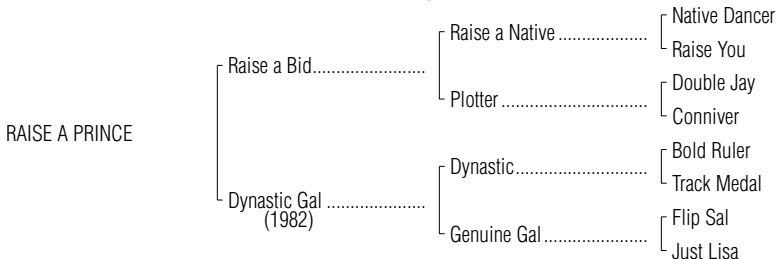 Native Dancer
Raise a Native ....................
Raise You
Raise a Bid.........................
Double Jay
Plotter .................................
Conniver
RAISE A PRINCE
Bold Ruler
Dynastic..............................
Track Medal
Dynastic Gal ......................
(1982)
Flip Sal
Genuine Gal .......................
Just Lisa